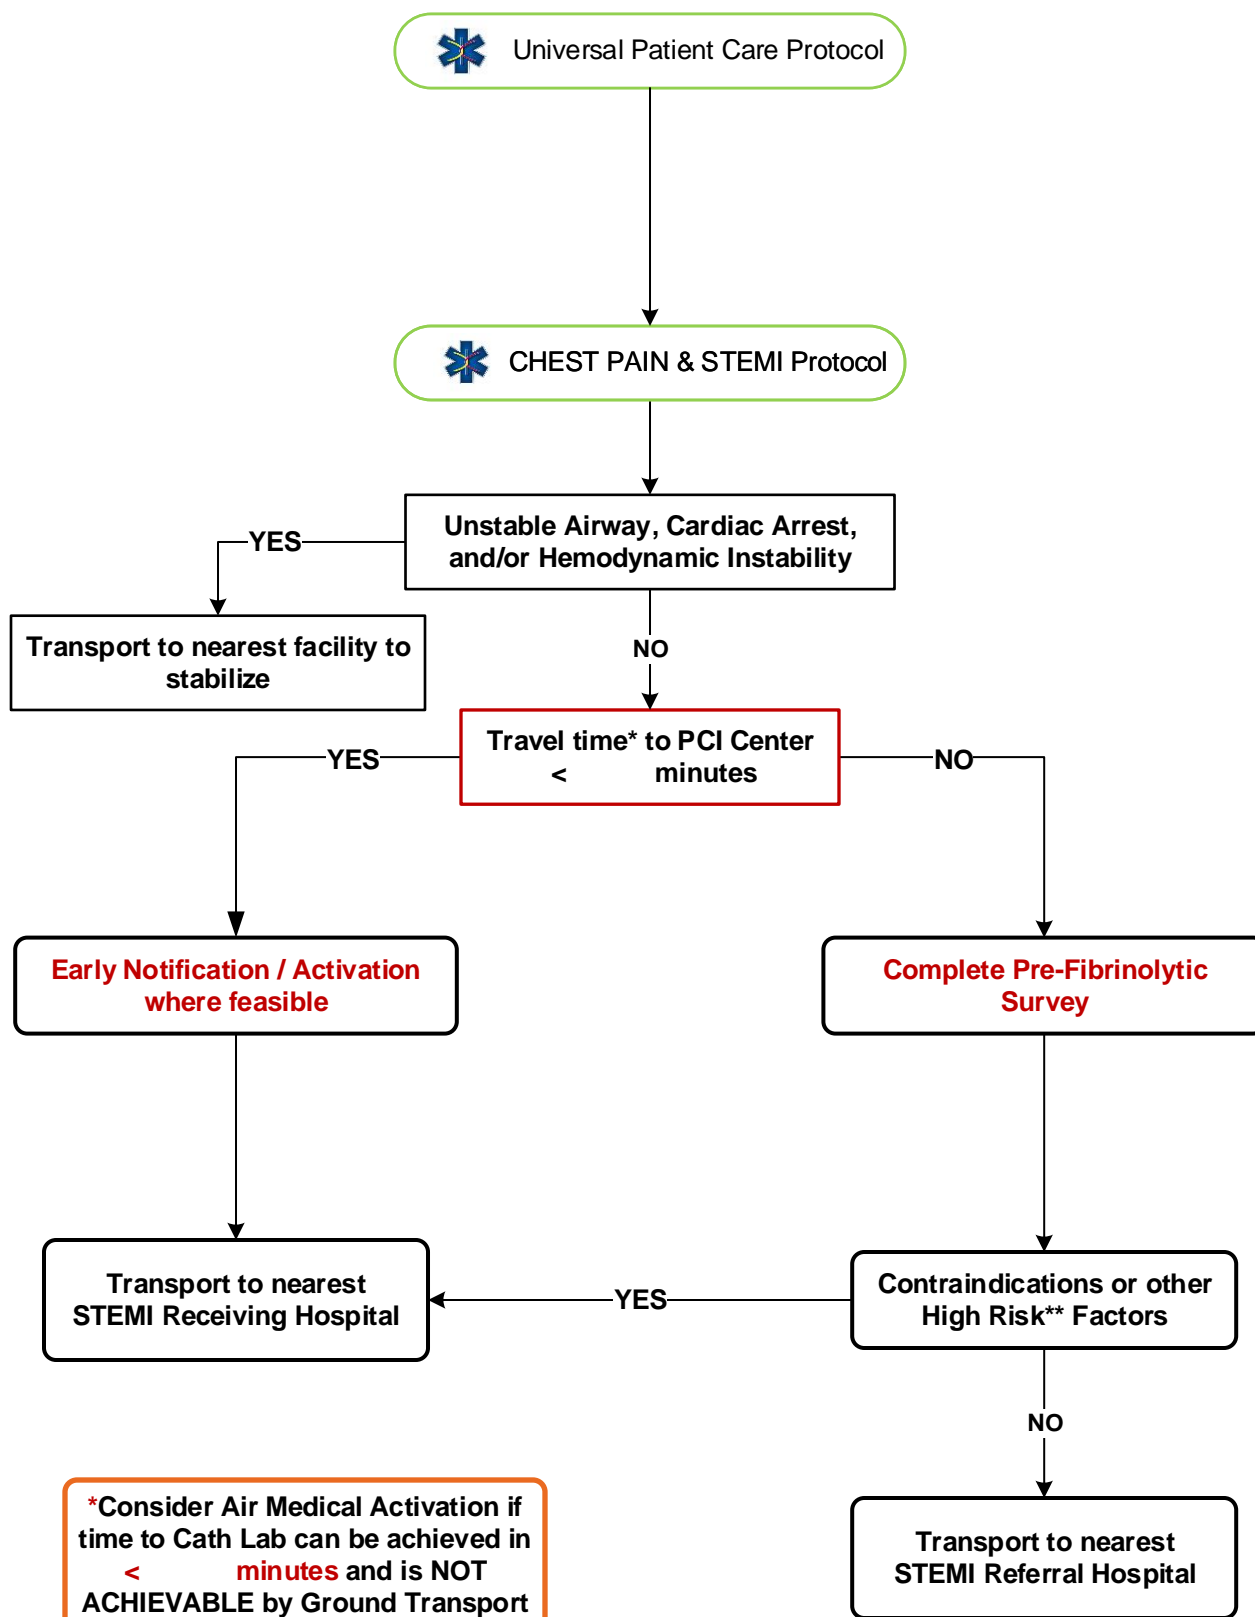 Universal Patient Care Protocol
CHEST PAIN & STEMI Protocol
Unstable Airway, Cardiac Arrest,
and/or Hemodynamic Instability
YES
Transport to nearest facility to
stabilize
NO
Travel time* to PCI Center
< minutes
YES
NO
Early Notification / Activation
where feasible
Complete Pre-Fibrinolytic
Survey
Transport to nearest
STEMI Receiving Hospital
YES
Contraindications or other
High Risk** Factors
NO
*Consider Air Medical Activation if
time to Cath Lab can be achieved in
< minutes and is NOT
ACHIEVABLE by Ground Transport
Transport to nearest
STEMI Referral Hospital